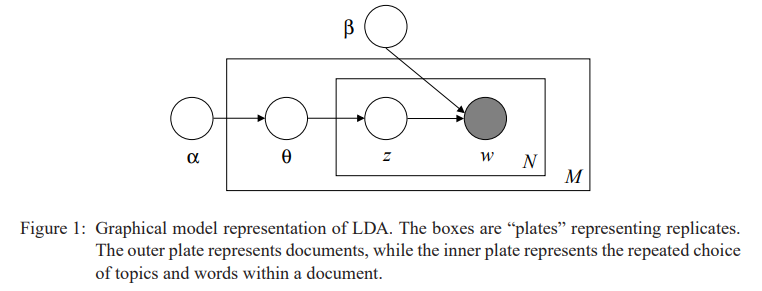 β
α
θ
z
w
N
M
Figure 1: Graphical model representation of LDA. The boxes are “plates” representing replicates.
The outer plate represents documents, while the inner plate represents the repeated choice
of topics and words within a document.